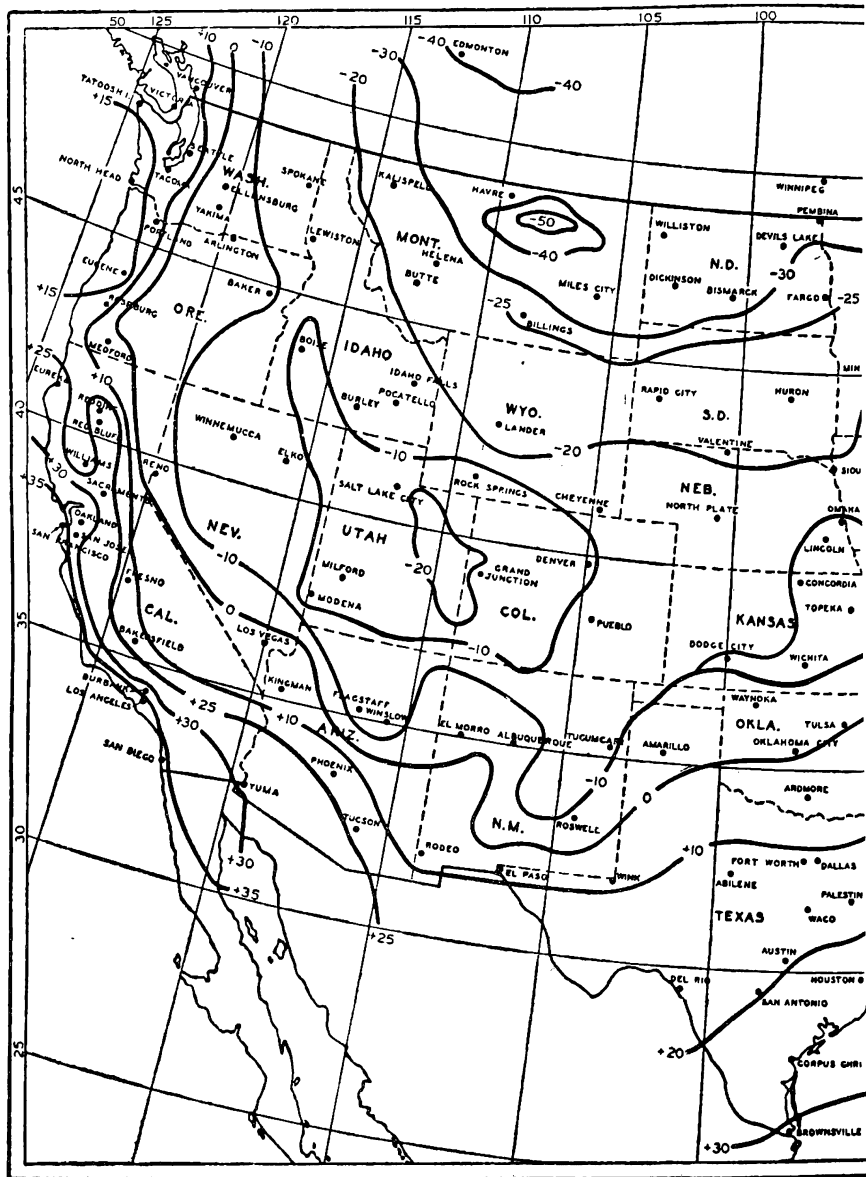 50 125 120 115 110 105 100
+10 0 -10 -20 -30 -40 EDMONTON -40
VANCOUVER
TATOOSH I. VICTORIA
+15
SEATTLE
NORTH HEAD TACOMA WASH. SPOKANE KALISPELL HAVRE WINNIPEG
ELLENSBURG PEMBINA
45
YAKIMA -50 WILLISTON
PORTLAND ARLINGTON LEWISTON MONT. -40 DEVILS LAKE
HELENA N.D. -30
EUGENE BUTTE MILES CITY DICKINSON BISMARCK FARGO -25
+15 ROSEBURG ORE. BAKER -25 BILLINGS
MEDFORD BOISE IDAHO MIN
+25 +10 IDAHO FALLS
EUREKA BURLEY POCATELLO WYO. RAPID CITY HURON
REDDING LANDER S.D.
40 RED BLUFF WINNEMUCCA -20 VALENTINE
WILLIAMS ELKO -10 SIOU
+30 RENO ROCK SPRINGS NEB.
+35 SACRAMENTO SALT LAKE CITY CHEYENNE NORTH PLATE OMAHA
OAKLAND NEV. UTAH LINCOLN
SAN FRANCISCO SAN JOSE -10 DENVER
FRESNO MILFORD -20 GRAND JUNCTION CONCORDIA
CAL. 0 MODENA COL. PUEBLO KANSAS TOPEKA
35 BAKERSFIELD LAS VEGAS -10 DODGE CITY WICHITA
BURBANK KINGMAN FLAGSTAFF WAYNOKA
LOS ANGELES +25 WINSLOW
+30 +10 ARIZ. EL MORRO ALBUQUERQUE TUCUMCARI AMARILLO OKLA. TULSA
OKLAHOMA CITY
SAN DIEGO PHOENIX -10 0 ARDMORE
YUMA N.M. ROSWELL
TUCSON
30 RODEO +10
+30 EL PASO WINK FORT WORTH DALLAS
+35 ABILENE
PALESTIN
TEXAS WACO
+25 AUSTIN
DEL RIO HOUSTON
SAN ANTONIO
25 +20
CORPUS CHRI
BROWNSVILLE
+30